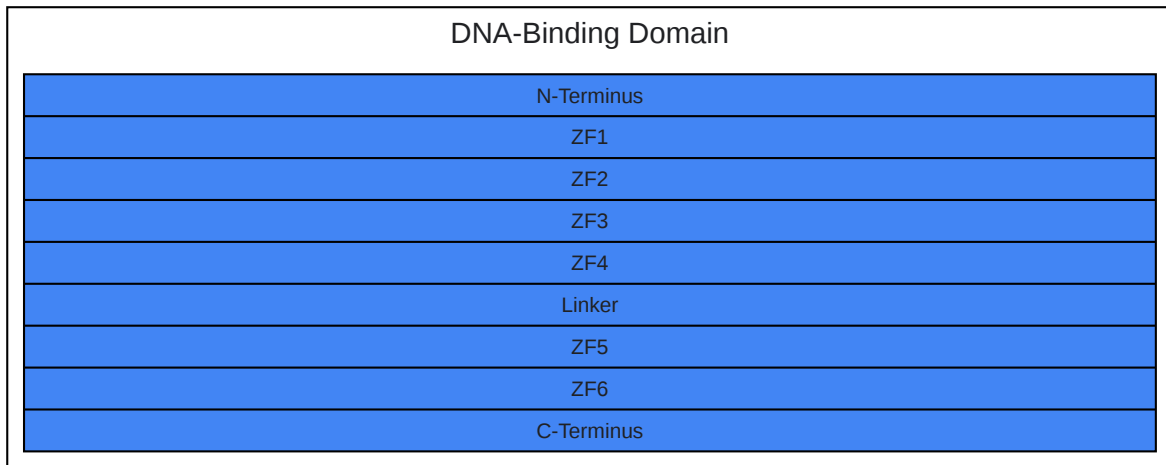 DNA-Binding Domain
N-Terminus
ZF1
ZF2
ZF3
ZF4
Linker
ZF5
ZF6
C-Terminus